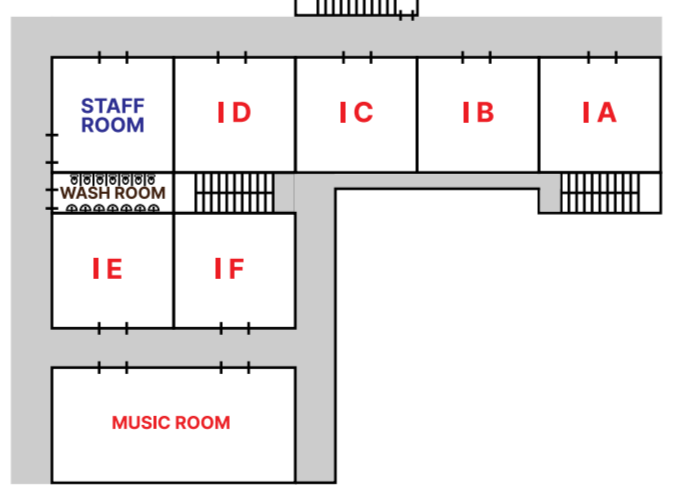 STAFF
ROOM
I D
I C
I B
I A
WASH ROOM
I E
I F
MUSIC ROOM